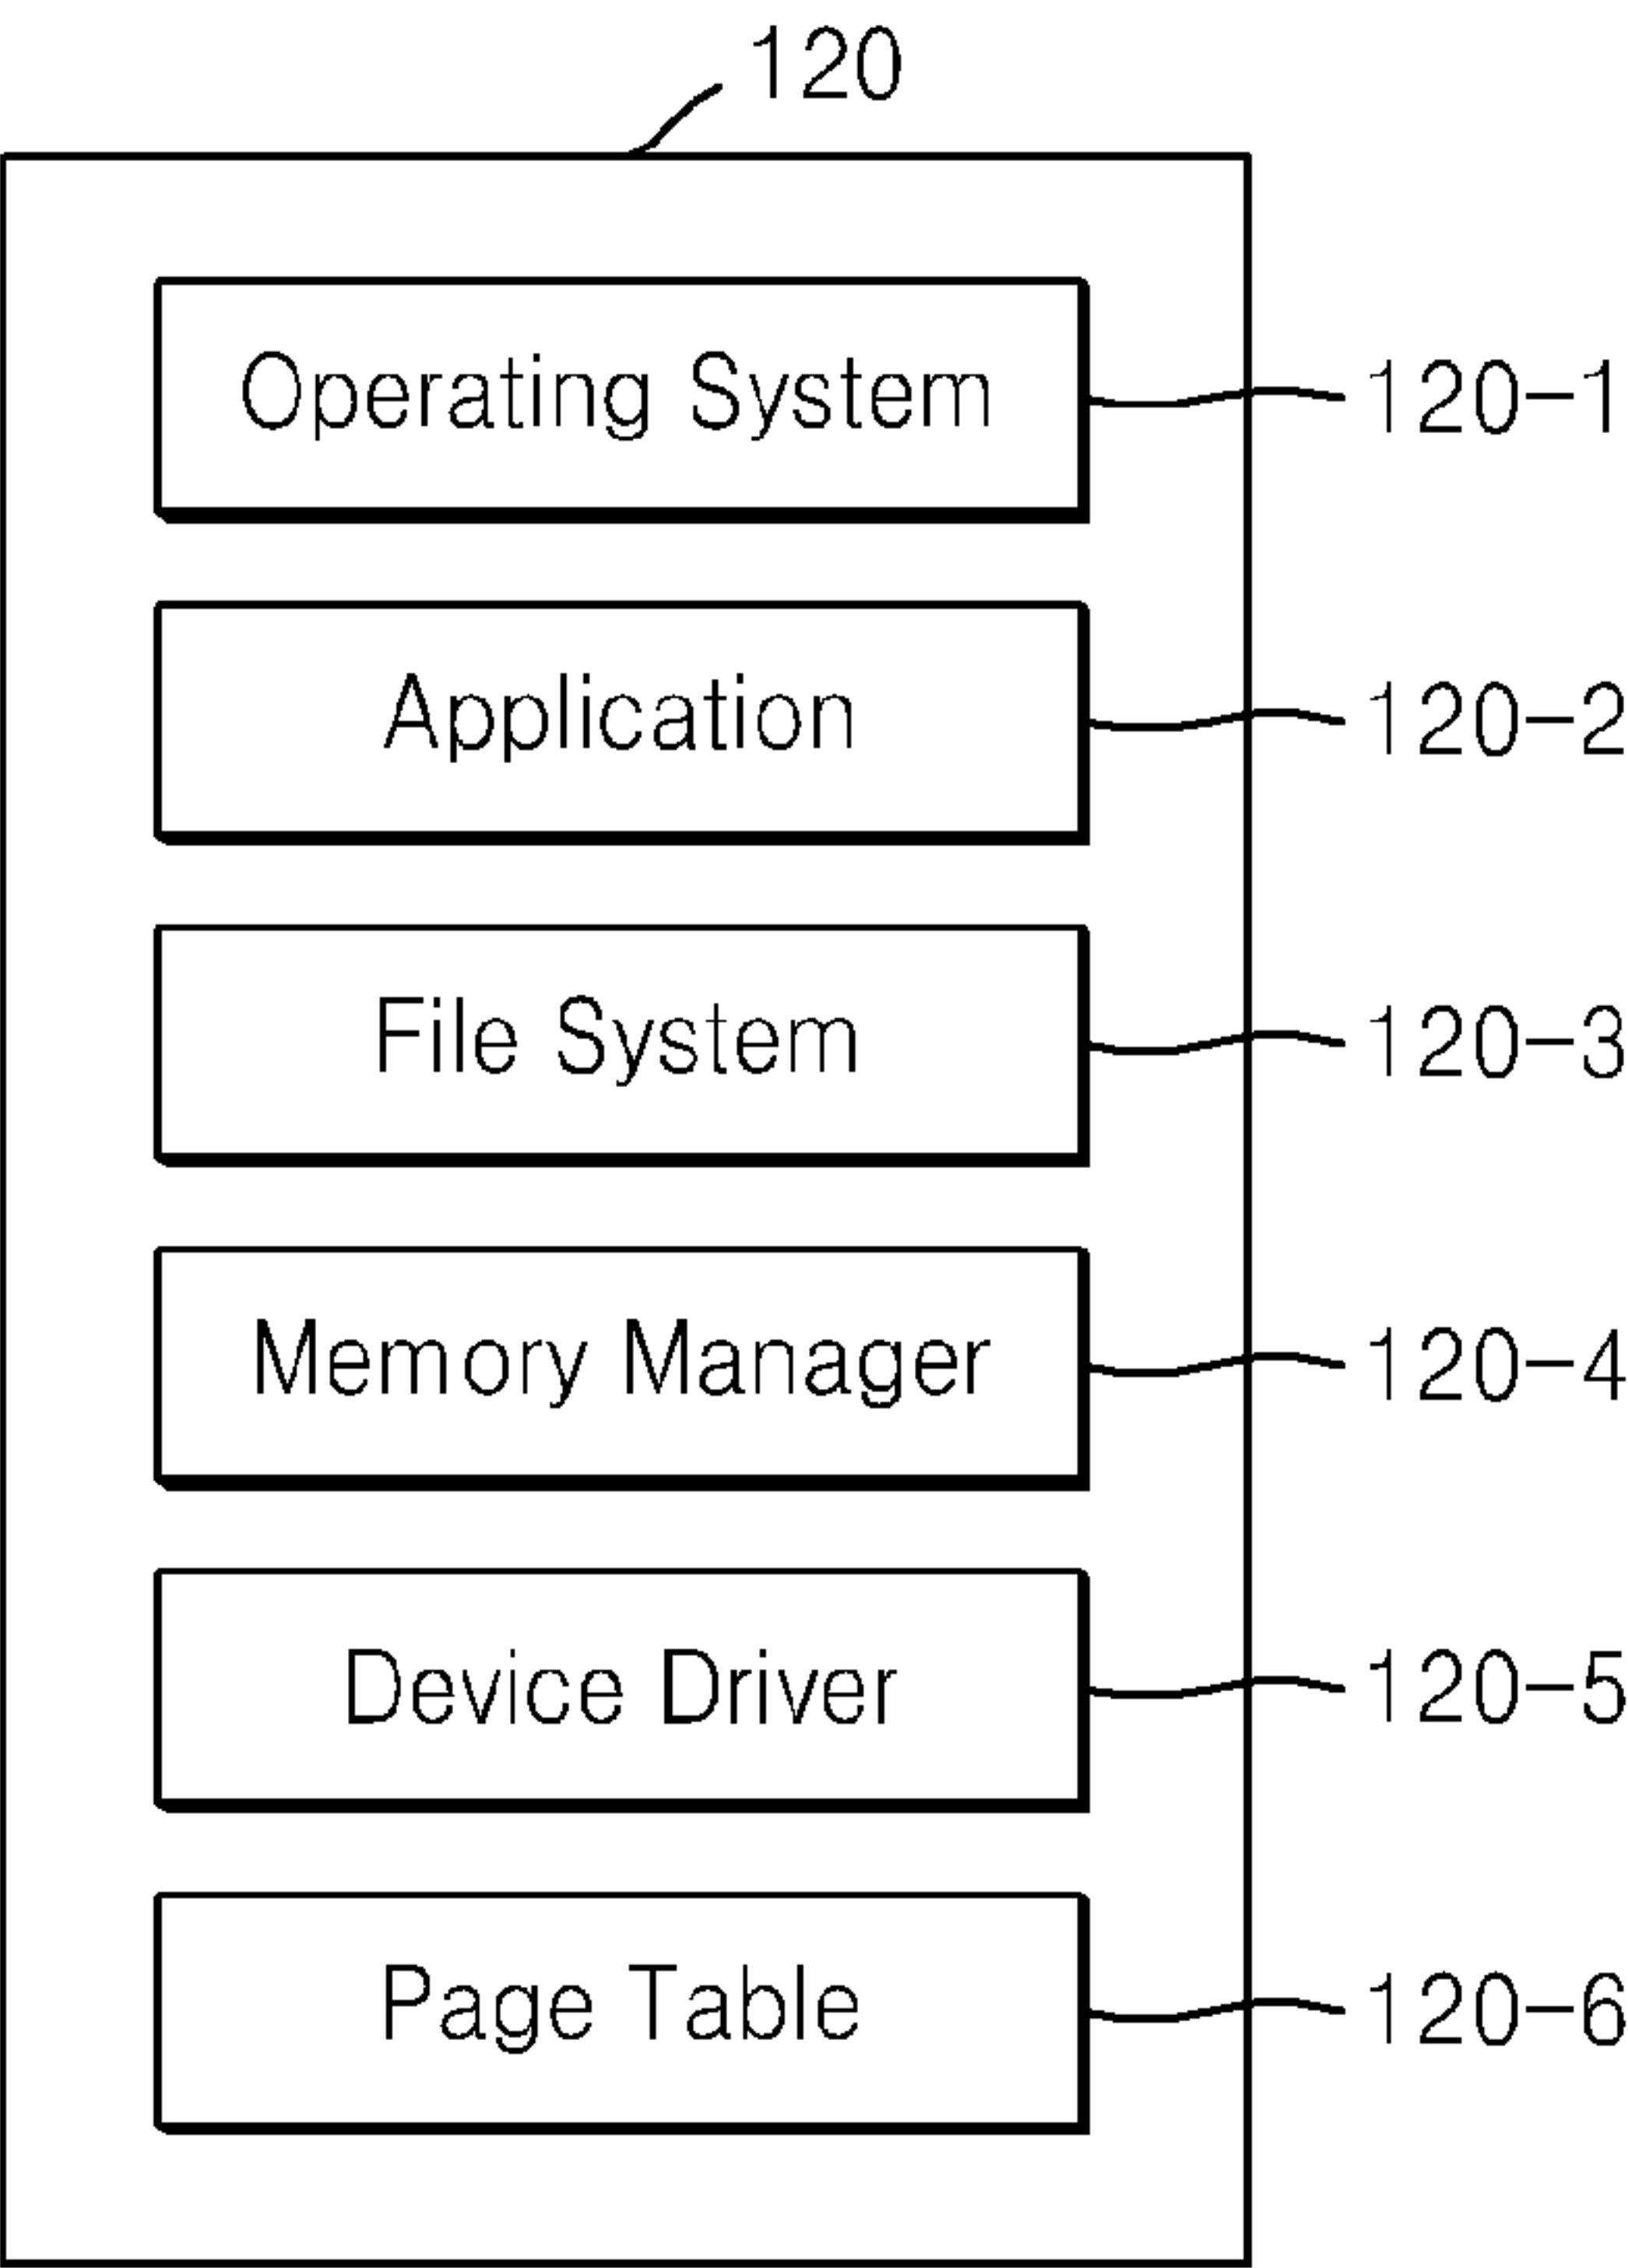 120
Operating System 120-1
Application 120-2
File System 120-3
Memory Manager 120-4
Device Driver 120-5
Page Table 120-6